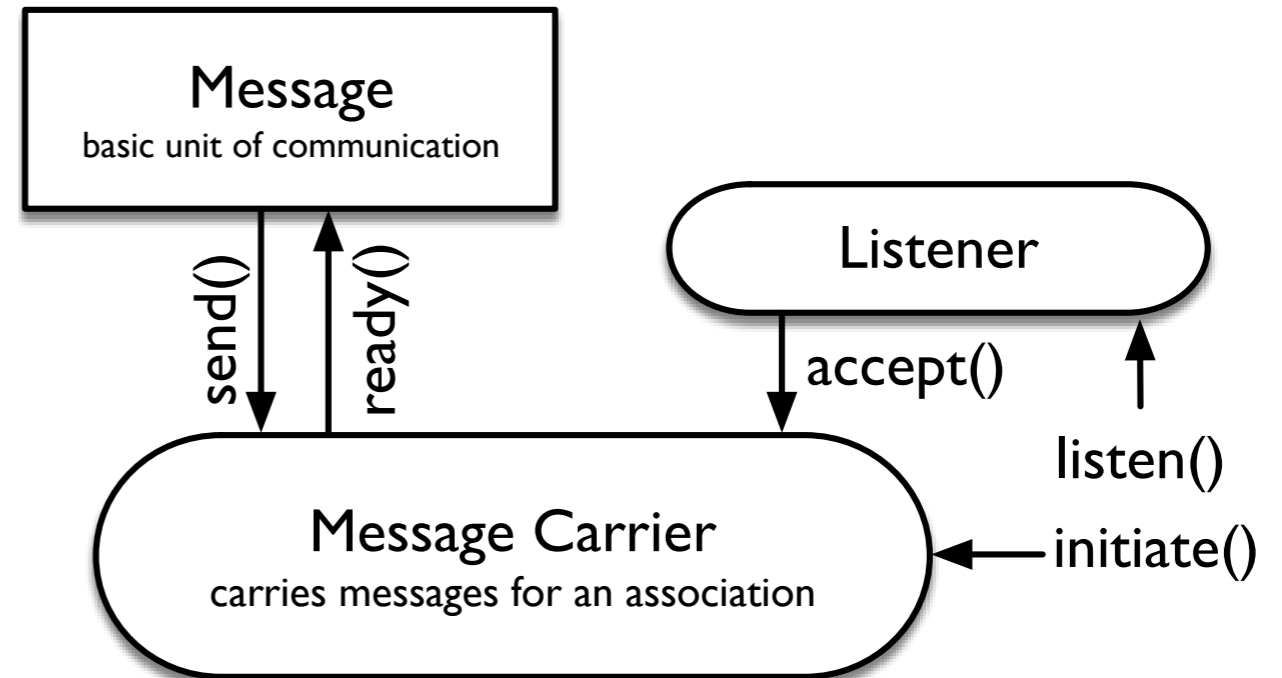 Message
basic unit of communication
Listener
send()
ready()
accept()
listen()
initiate()
Message Carrier
carries messages for an association